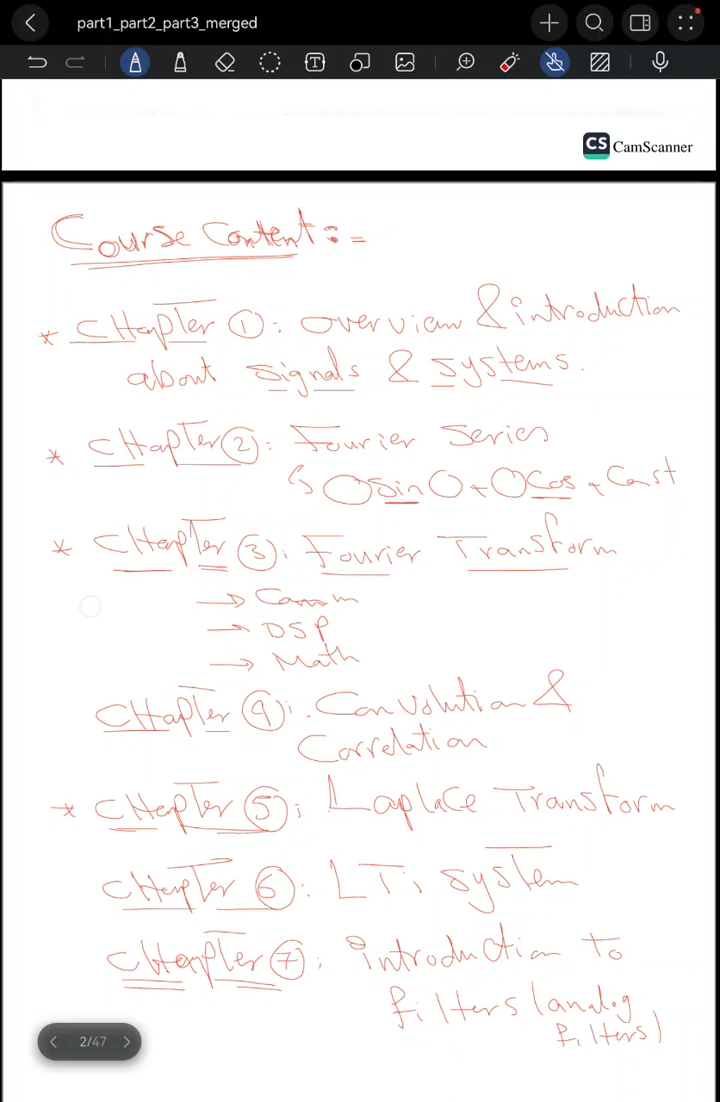 part1_part2_part3_merged
CS CamScanner
Course Content :=
* CHapTer ①: overview & introduction
about signals & systems.
* CHapTer ②: Fourier Series
↳ O sin O + O Cos + Const
* CHapTer ③: Fourier Transform
→ Comm
→ DSP
→ Math
CHapTer ④: Convolution &
Correlation
* CHapTer ⑤: Laplace Transform
CHapTer ⑥: LTi system
CHapTer ⑦: introduction To
filters (analog
filters)
2/47